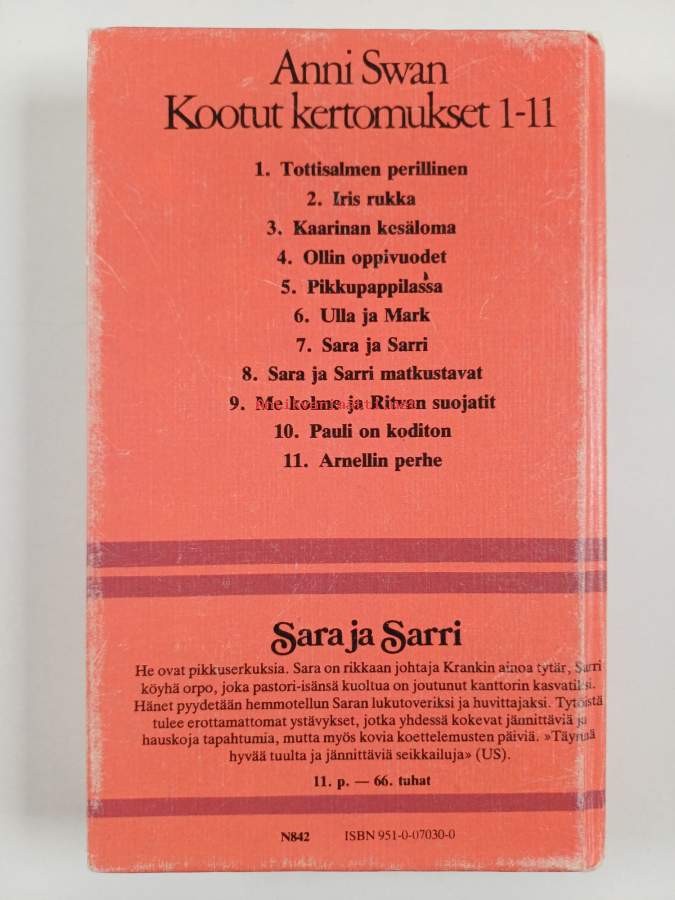 Anni Swan
Kootut kertomukset 1-11
1. Tottisalmen perillinen
2. Iris rukka
3. Kaarinan kesäloma
4. Ollin oppivuodet
5. Pikkupappilassa
6. Ulla ja Mark
7. Sara ja Sarri
8. Sara ja Sarri matkustavat
9. Me kolme ja Ritvan suojatit
10. Pauli on koditon
11. Arnellin perhe
Sara ja Sarri
He ovat pikkuserkuksia. Sara on rikkaan johtaja Krankin ainoa tytär, Sarri
köyhä orpo, joka pastori-isänsä kuoltua on joutunut kanttorin kasvatiksi.
Hänet pyydetään hemmotellun Saran lukutoveriksi ja huvittajaksi. Tytöistä
tulee erottamattomat ystävykset, jotka yhdessä kokevat jännittäviä ja
hauskoja tapahtumia, mutta myös kovia koettelemusten päiviä. »Täynnä
hyvää tuulta ja jännittäviä seikkailuja» (US).
11. p. — 66. tuhat
N842 ISBN 951-0-07030-0